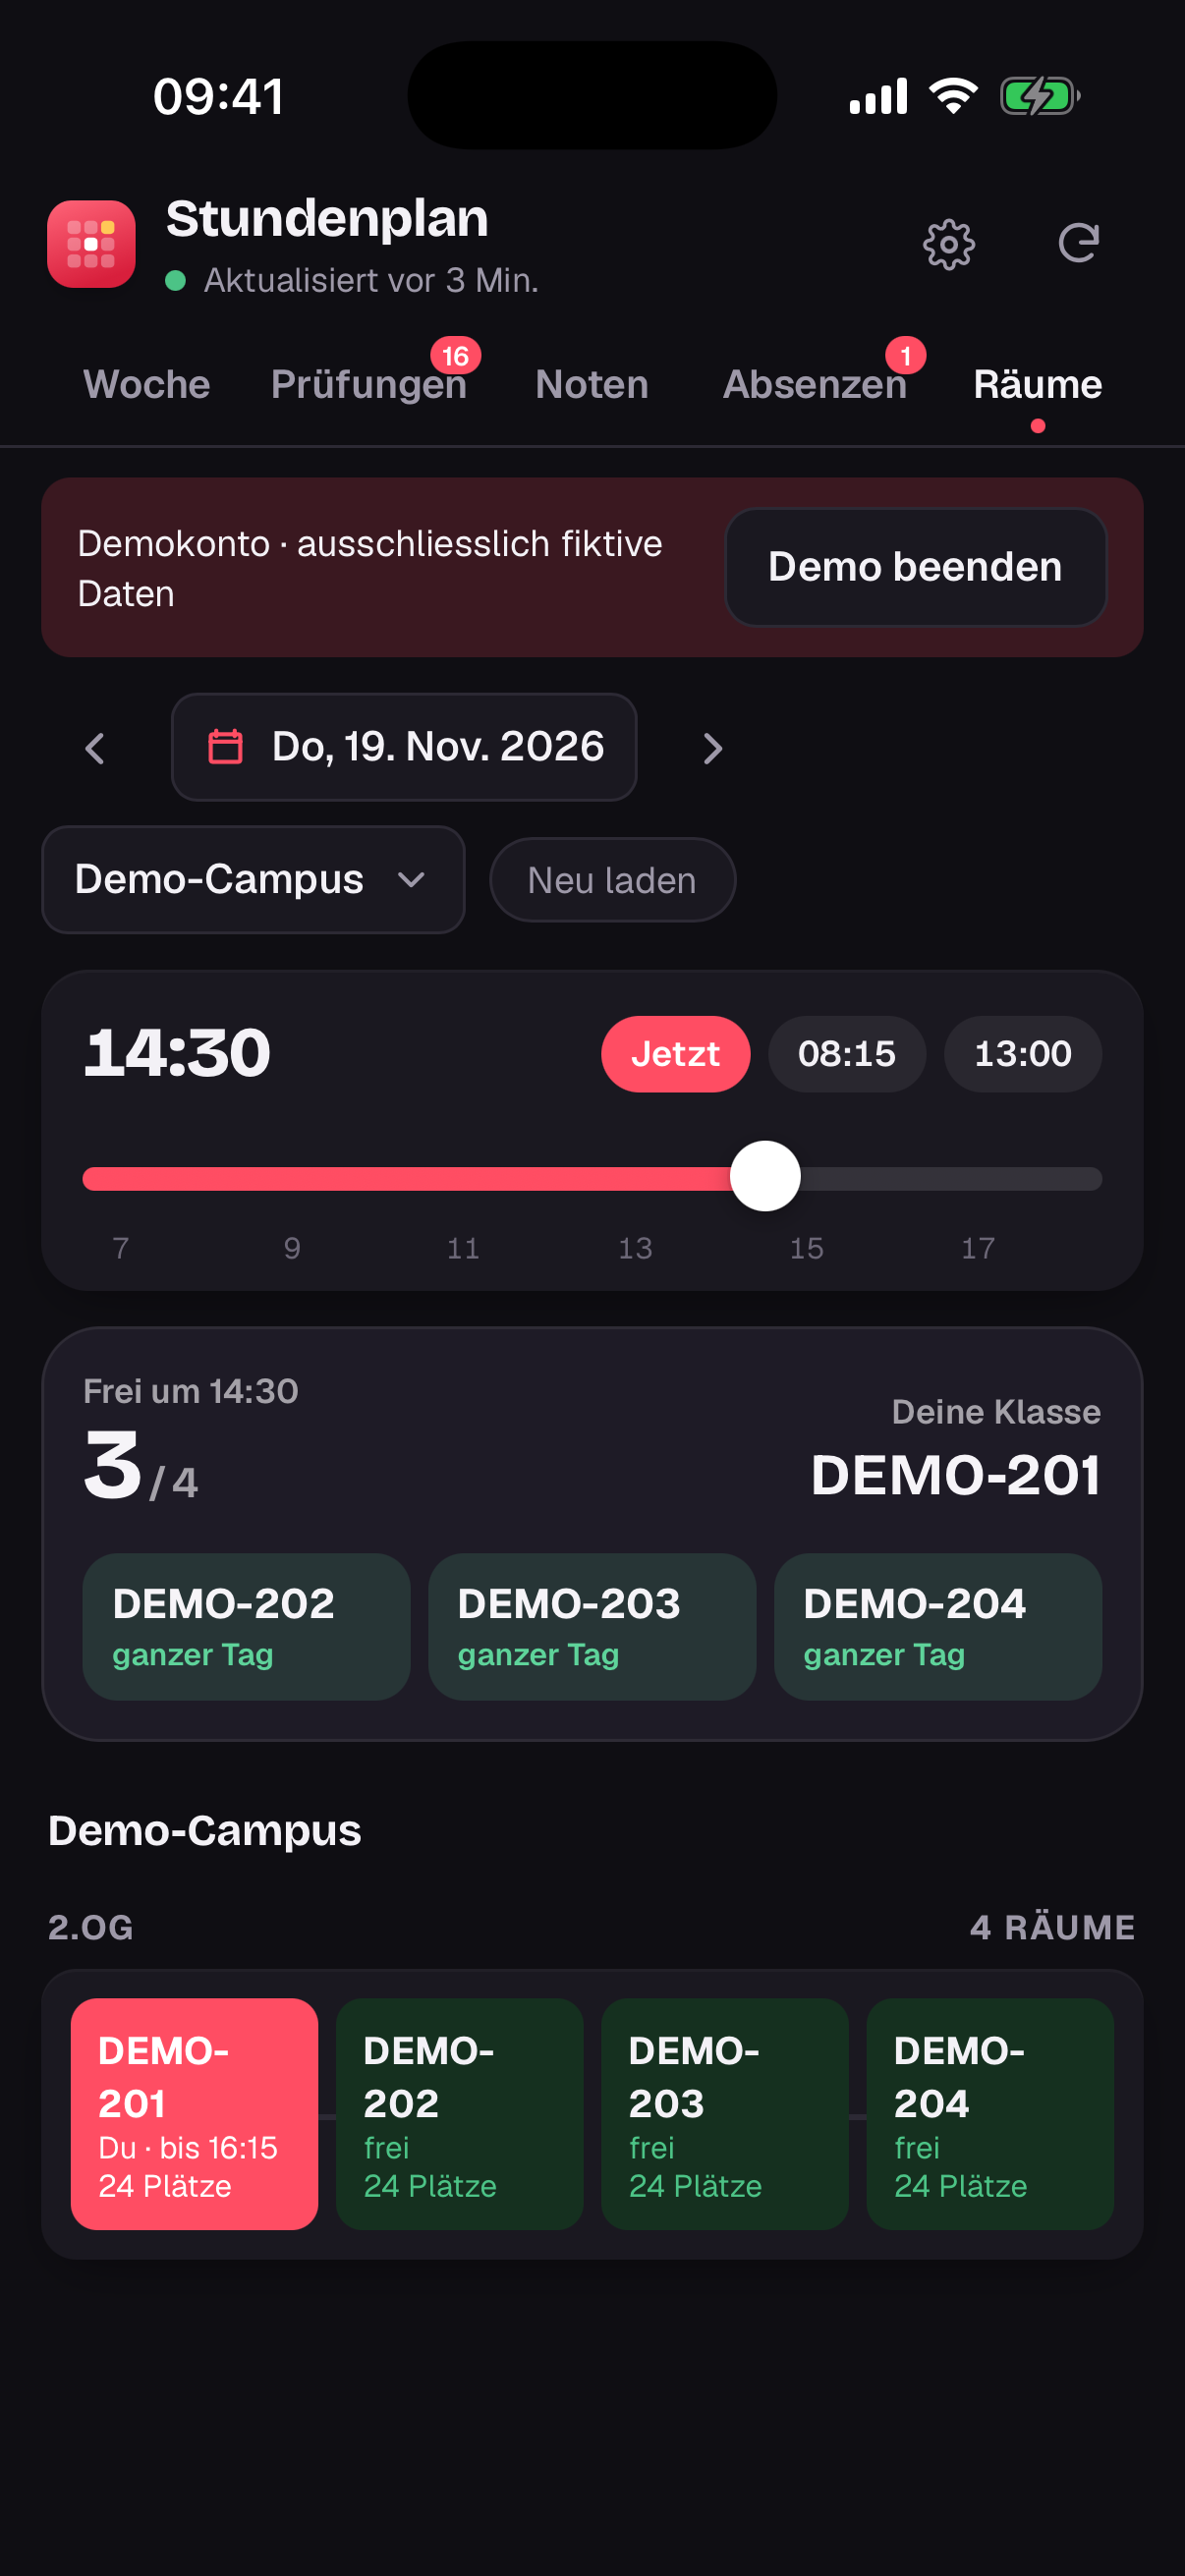 09:41
Stundenplan
Aktualisiert vor 3 Min.
Woche Prüfungen 16 Noten Absenzen 1 Räume
Demokonto · ausschliesslich fiktive
Daten
Demo beenden
Do, 19. Nov. 2026
Demo-Campus Neu laden
14:30 Jetzt 08:15 13:00
7 9 11 13 15 17
Frei um 14:30
3 / 4
Deine Klasse
DEMO-201
DEMO-202
ganzer Tag
DEMO-203
ganzer Tag
DEMO-204
ganzer Tag
Demo-Campus
2.OG 4 RÄUME
DEMO-
201
Du · bis 16:15
24 Plätze
DEMO-
202
frei
24 Plätze
DEMO-
203
frei
24 Plätze
DEMO-
204
frei
24 Plätze